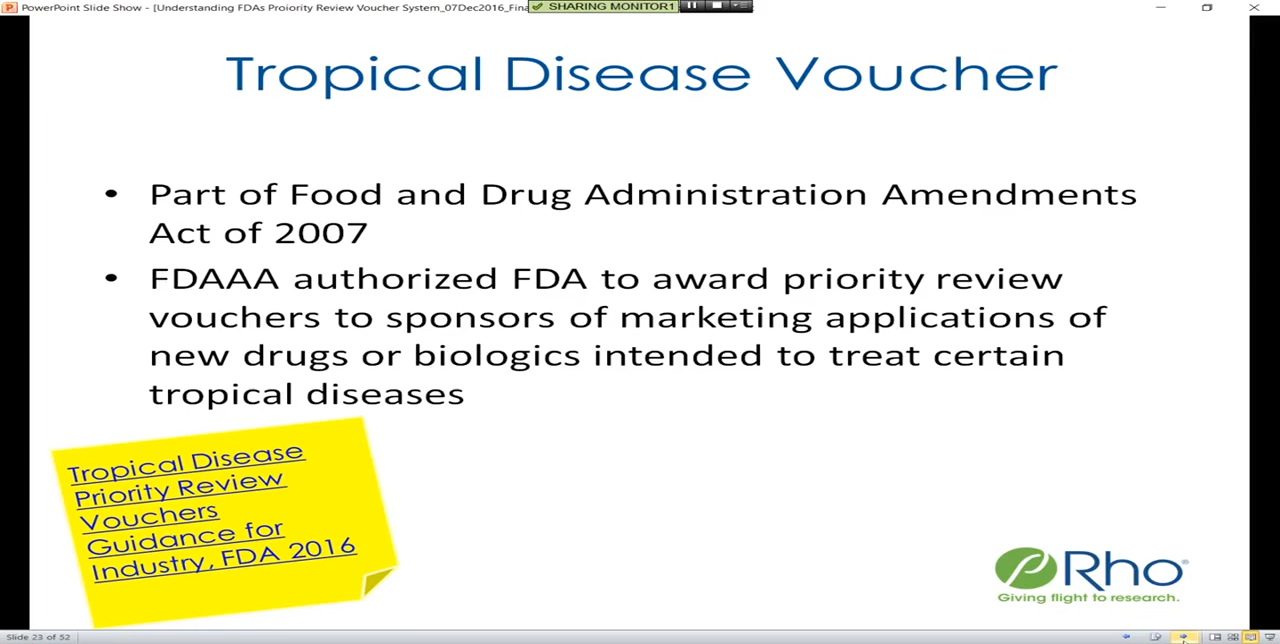 PowerPoint Slide Show - [Understanding FDAs Proiority Review Voucher System_07Dec2016_Fina
SHARING MONITOR1
Tropical Disease Voucher
• Part of Food and Drug Administration Amendments
Act of 2007
• FDAAA authorized FDA to award priority review
vouchers to sponsors of marketing applications of
new drugs or biologics intended to treat certain
tropical diseases
Tropical Disease
Priority Review
Vouchers
Guidance for
Industry, FDA 2016
Rho®
Giving flight to research.
Slide 23 of 52